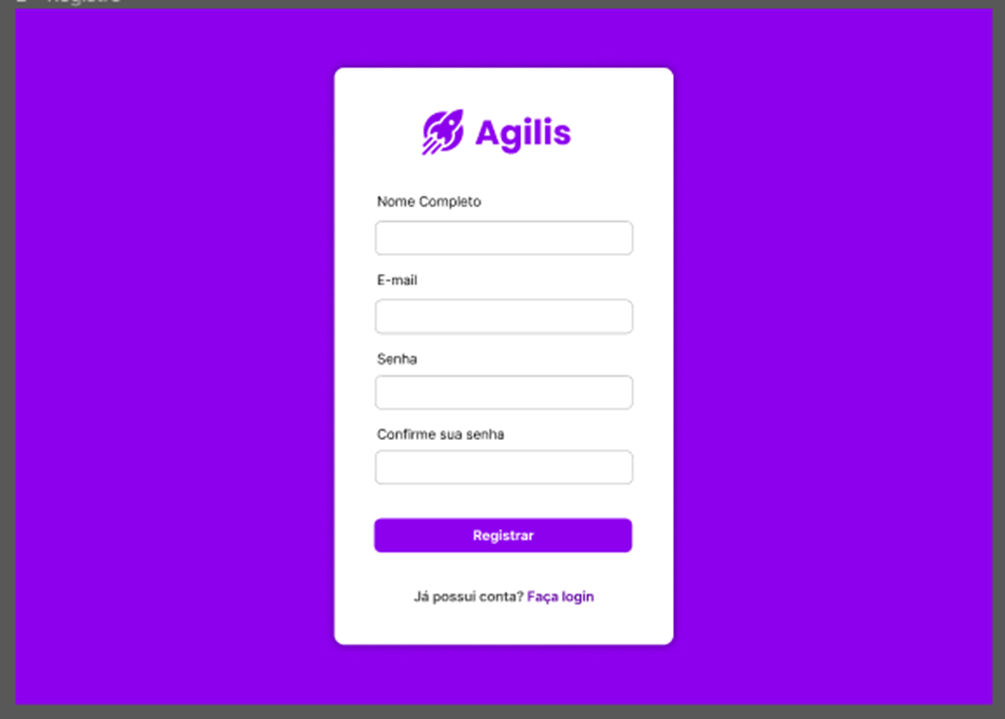 Agilis
Nome Completo
E-mail
Senha
Confirme sua senha
Registrar
Já possui conta? Faça login